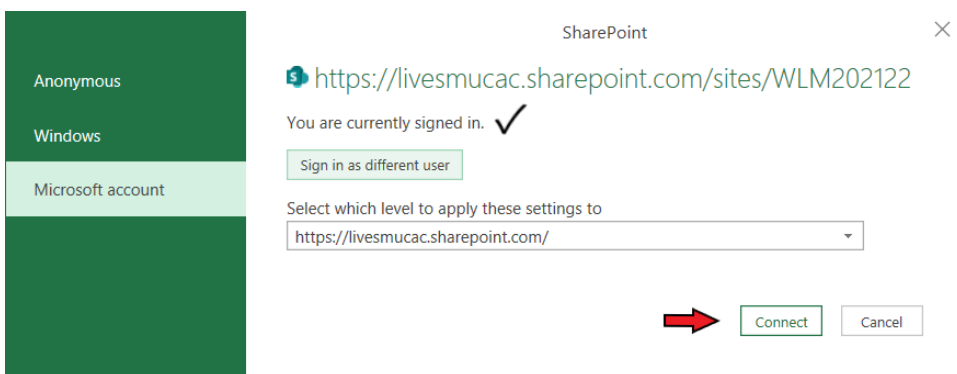 SharePoint
Anonymous
Windows
Microsoft account
https://livesmucac.sharepoint.com/sites/WLM202122
You are currently signed in.
Sign in as different user
Select which level to apply these settings to
https://livesmucac.sharepoint.com/
Connect
Cancel